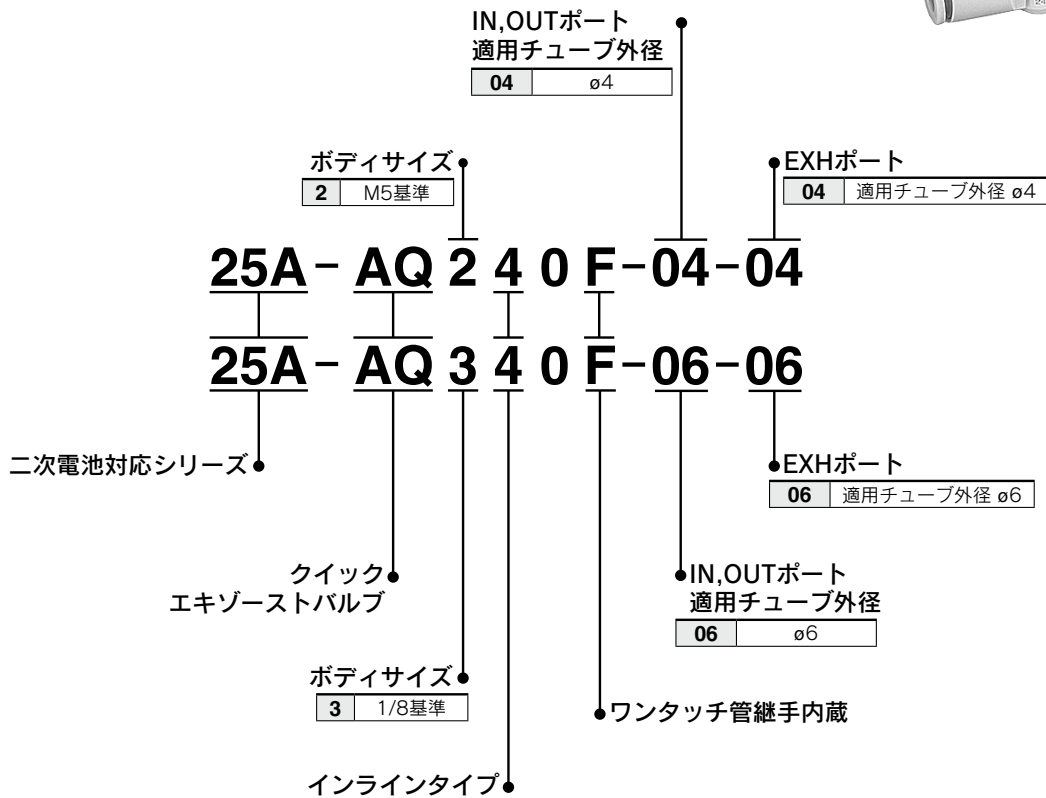 IN,OUTポート
適用チューブ外径
04 ø4
ボディサイズ
2 M5基準
EXHポート
04 適用チューブ外径 ø4
25A-AQ240F-04-04
25A-AQ340F-06-06
二次電池対応シリーズ
EXHポート
06 適用チューブ外径 ø6
クイック
エキゾーストバルブ
IN,OUTポート
適用チューブ外径
06 ø6
ボディサイズ
3 1/8基準
ワンタッチ管継手内蔵
インラインタイプ